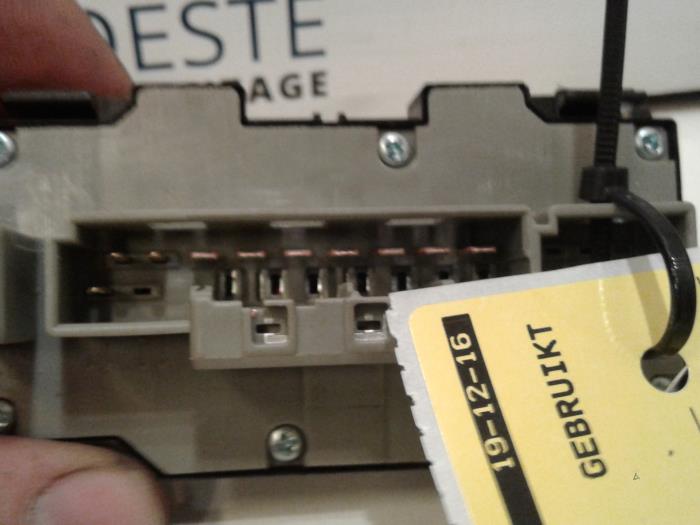 OESTE
AGE
19-12-16
GEBRUIKT